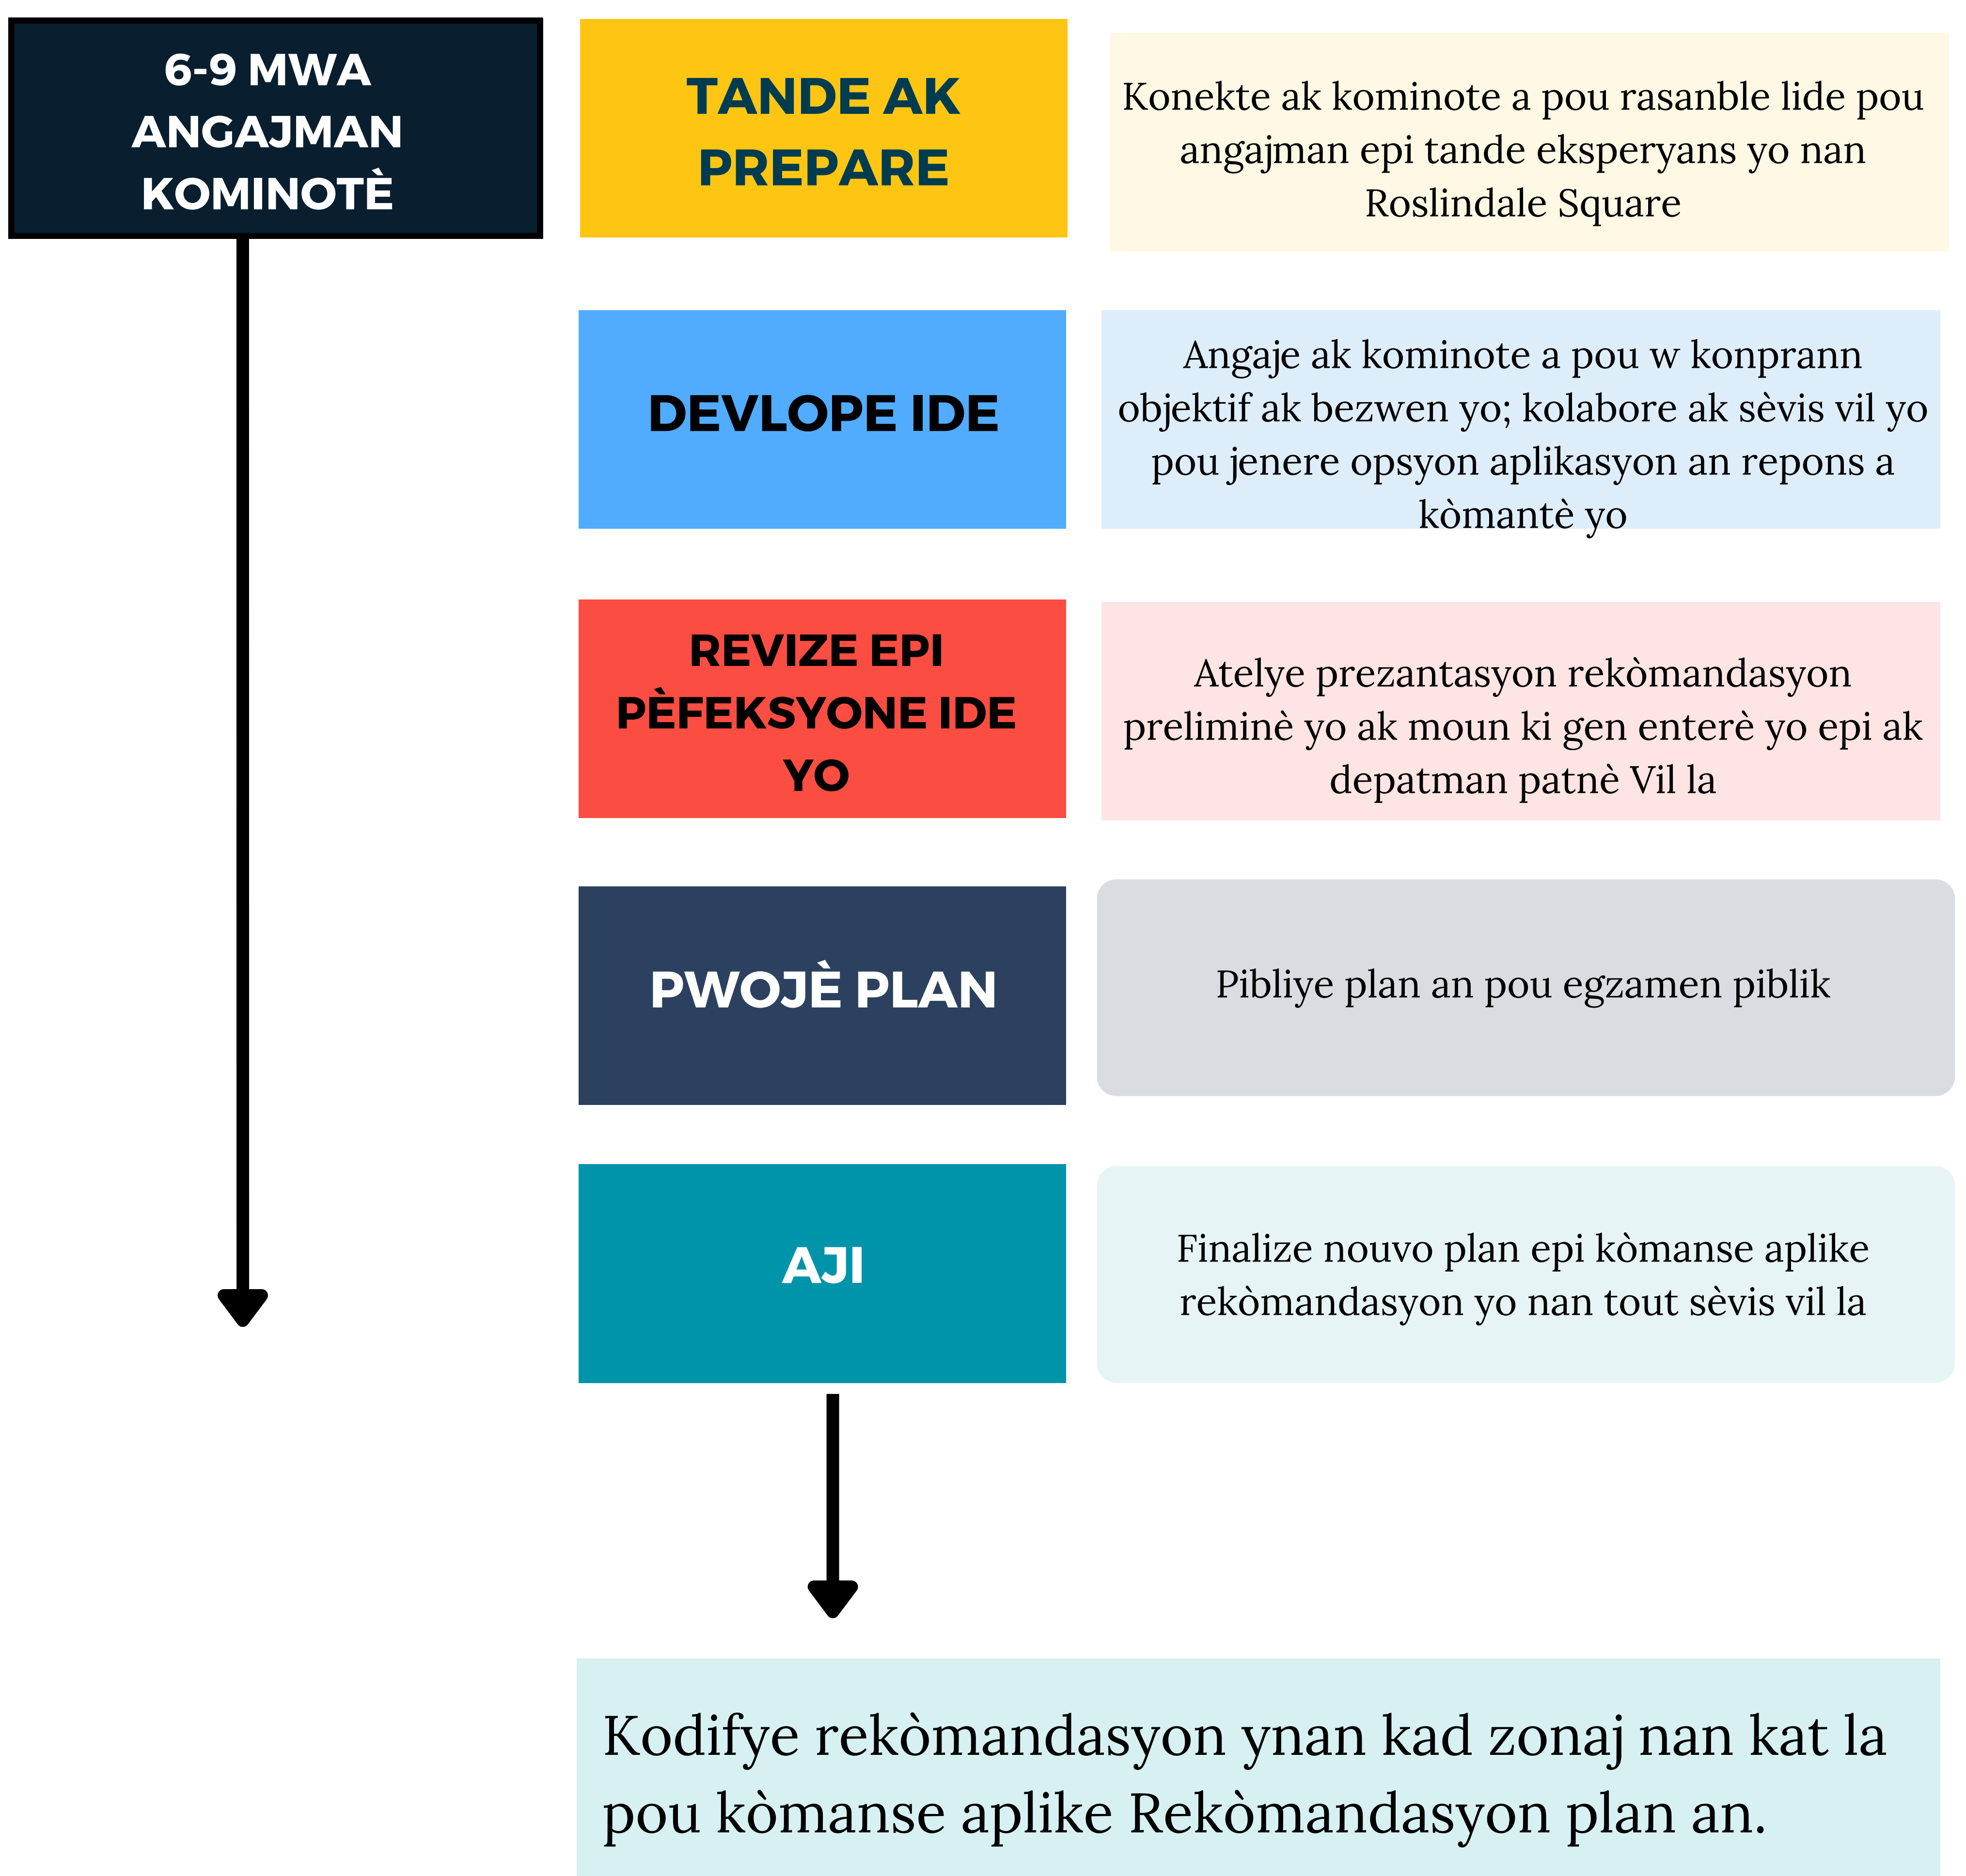 6-9 MWA
ANGAJMAN
KOMINOTÈ
TANDE AK
PREPARE
Konekte ak kominote a pou rasanble lide pou
angajman epi tande eksperyans yo nan
Roslindale Square
DEVLOPE IDE
Angaje ak kominote a pou w konprann
objektif ak bezwen yo; kolabore ak sèvis vil yo
pou jenere opsyon aplikasyon an repons a
kòmantè yo
REVIZE EPI
PÈFEKSYONE IDE
YO
Atelye prezantasyon rekòmandasyon
preliminè yo ak moun ki gen enterè yo epi ak
depatman patnè Vil la
PWOJÈ PLAN
Pibliye plan an pou egzamen piblik
AJI
Finalize nouvo plan epi kòmanse aplike
rekòmandasyon yo nan tout sèvis vil la
Kodifye rekòmandasyon ynan kad zonaj nan kat la
pou kòmanse aplike Rekòmandasyon plan an.